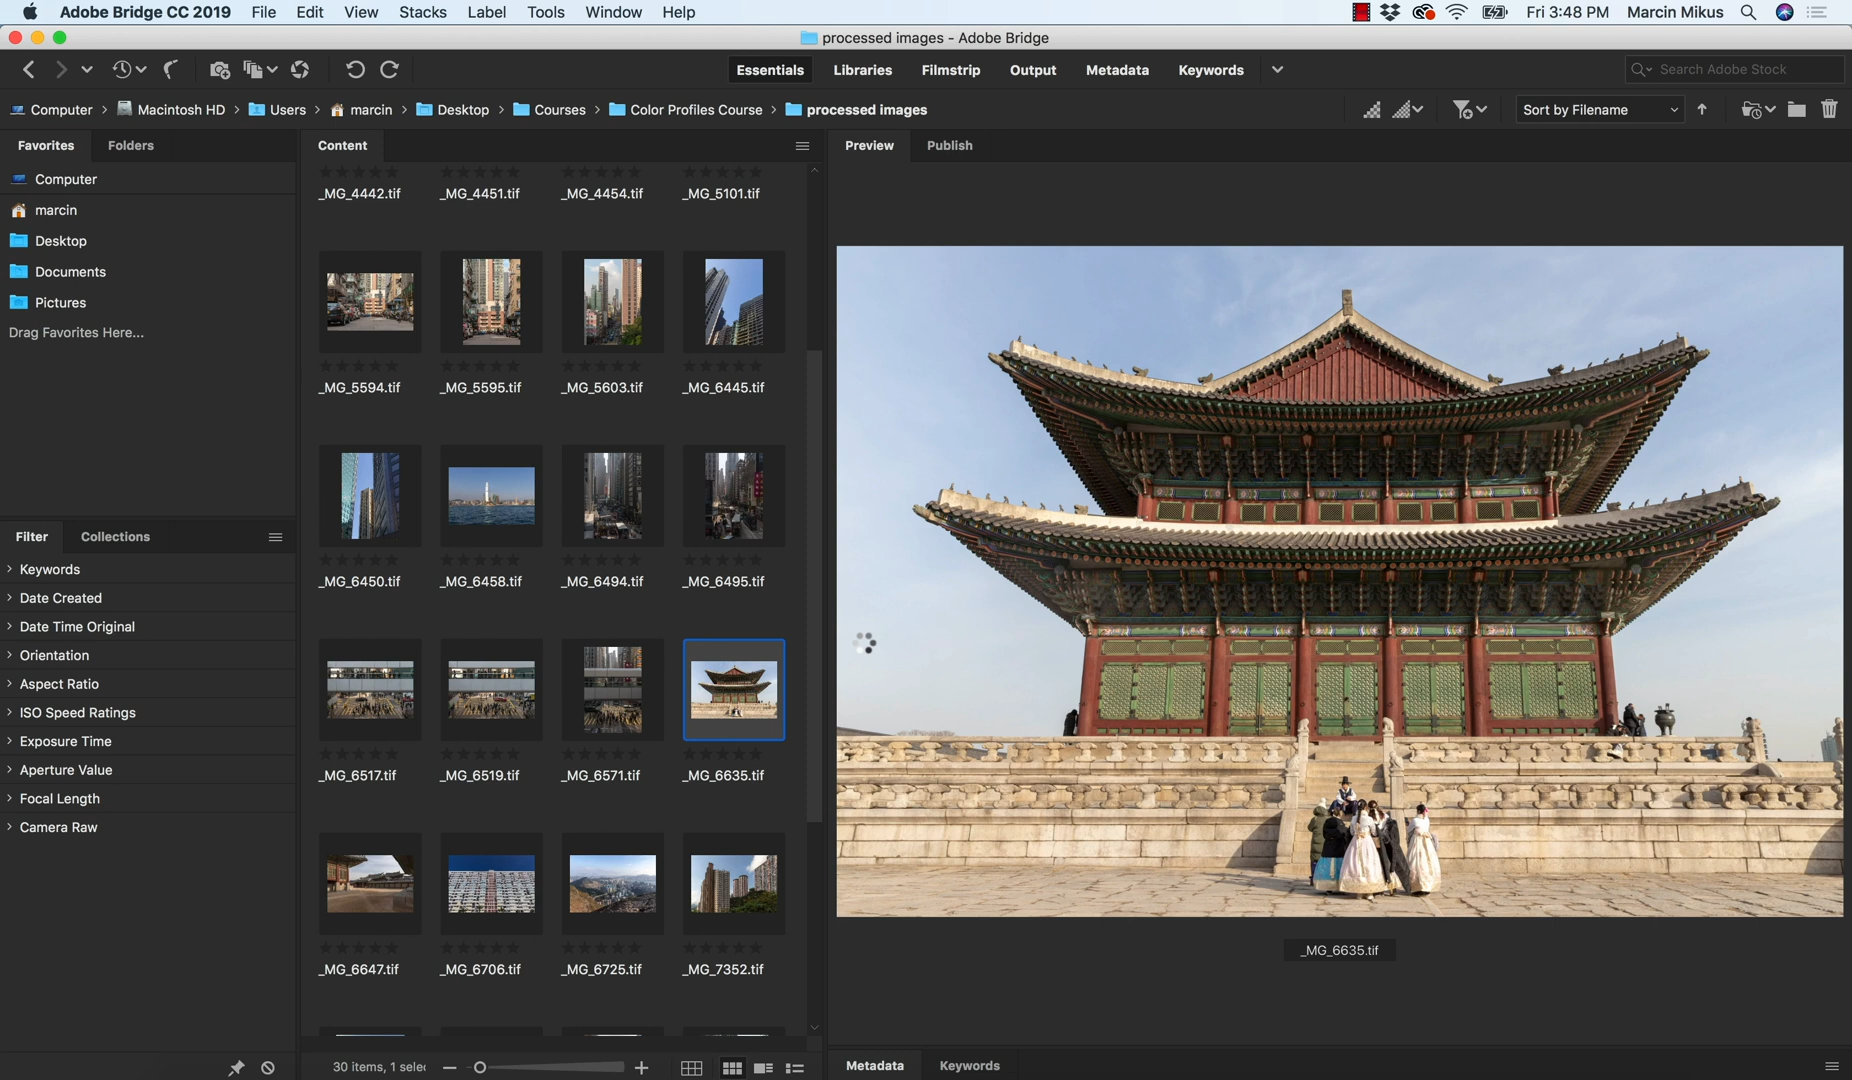 Adobe Bridge CC 2019 File Edit View Stacks Label Tools Window Help Fri 3:48 PM Marcin Mikus
processed images - Adobe Bridge
Essentials Libraries Filmstrip Output Metadata Keywords Search Adobe Stock
Computer Macintosh HD Users marcin Desktop Courses Color Profiles Course processed images Sort by Filename
Favorites Folders
Computer
marcin
Desktop
Documents
Pictures
Drag Favorites Here...
Filter Collections
Keywords
Date Created
Date Time Original
Orientation
Aspect Ratio
ISO Speed Ratings
Exposure Time
Aperture Value
Focal Length
Camera Raw
Content
_MG_4442.tif _MG_4451.tif _MG_4454.tif _MG_5101.tif
_MG_5594.tif _MG_5595.tif _MG_5603.tif _MG_6445.tif
_MG_6450.tif _MG_6458.tif _MG_6494.tif _MG_6495.tif
_MG_6517.tif _MG_6519.tif _MG_6571.tif _MG_6635.tif
_MG_6647.tif _MG_6706.tif _MG_6725.tif _MG_7352.tif
30 items, 1 selec
Preview Publish
_MG_6635.tif
Metadata Keywords